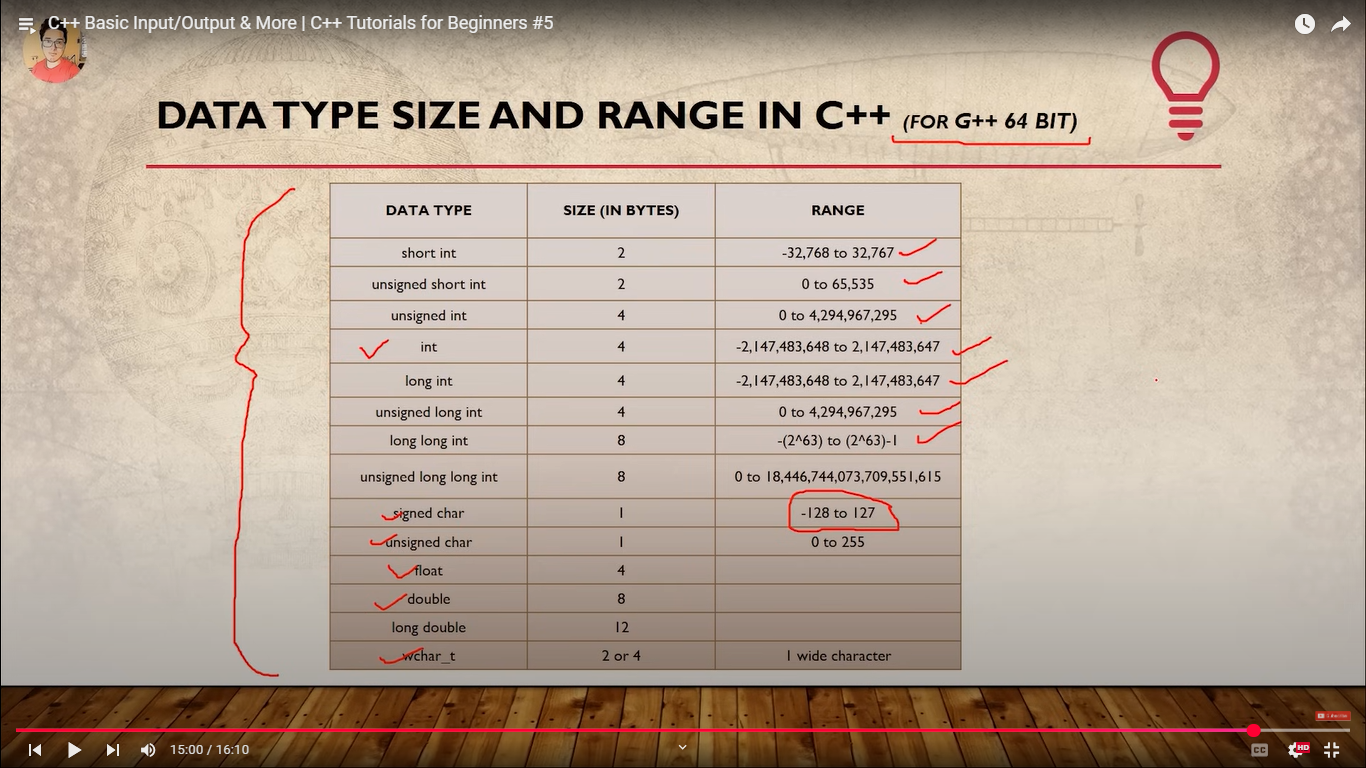 C++ Basic Input/Output & More | C++ Tutorials for Beginners #5
DATA TYPE SIZE AND RANGE IN C++ (FOR G++ 64 BIT)
DATA TYPE SIZE (IN BYTES) RANGE
short int 2 -32,768 to 32,767
unsigned short int 2 0 to 65,535
unsigned int 4 0 to 4,294,967,295
int 4 -2,147,483,648 to 2,147,483,647
long int 4 -2,147,483,648 to 2,147,483,647
unsigned long int 4 0 to 4,294,967,295
long long int 8 -(2^63) to (2^63)-1
unsigned long long int 8 0 to 18,446,744,073,709,551,615
signed char 1 -128 to 127
unsigned char 1 0 to 255
float 4
double 8
long double 12
wchar_t 2 or 4 1 wide character
15:00 / 16:10
CC HD